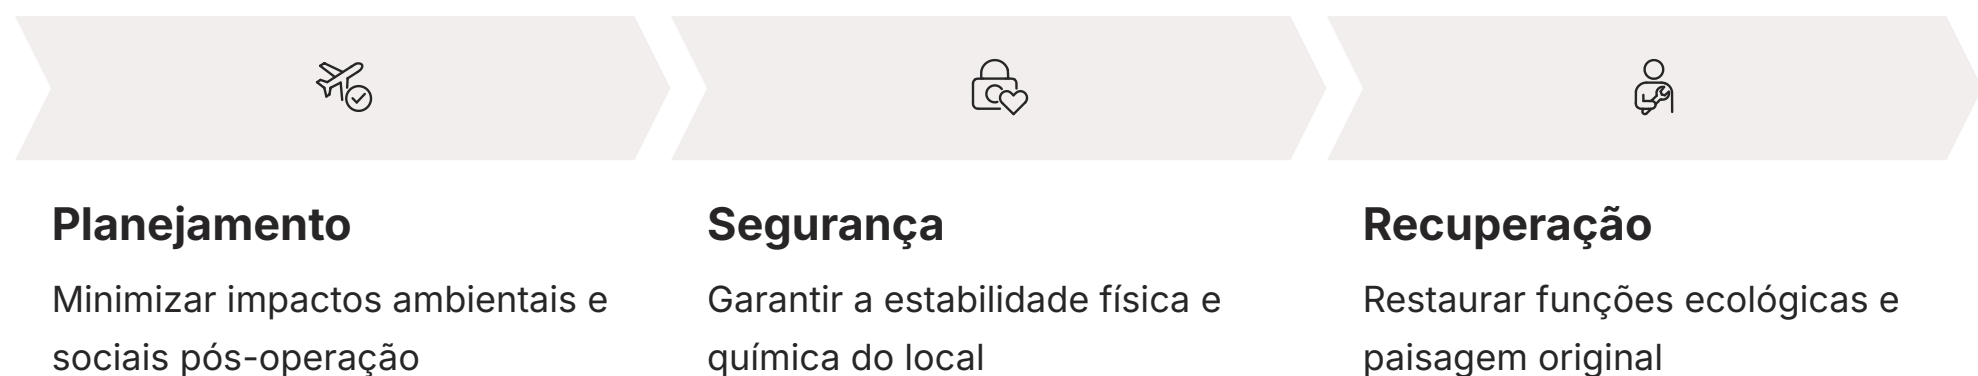 Planejamento
Minimizar impactos ambientais e
sociais pós-operação
Segurança
Garantir a estabilidade física e
química do local
Recuperação
Restaurar funções ecológicas e
paisagem original